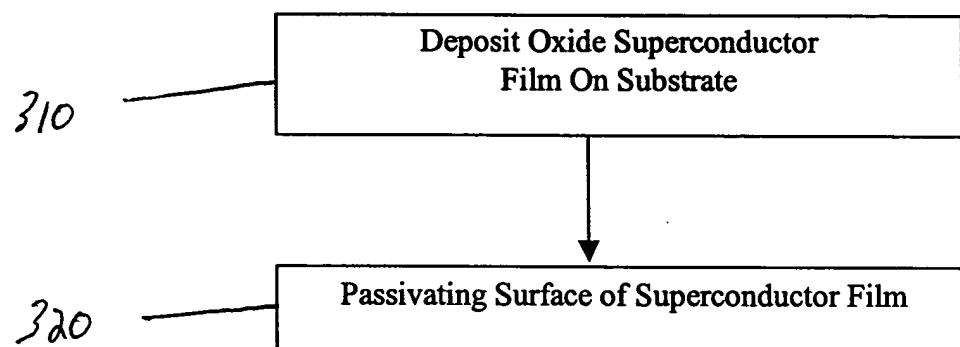 Deposit Oxide Superconductor
Film On Substrate
310
Passivating Surface of Superconductor Film
320